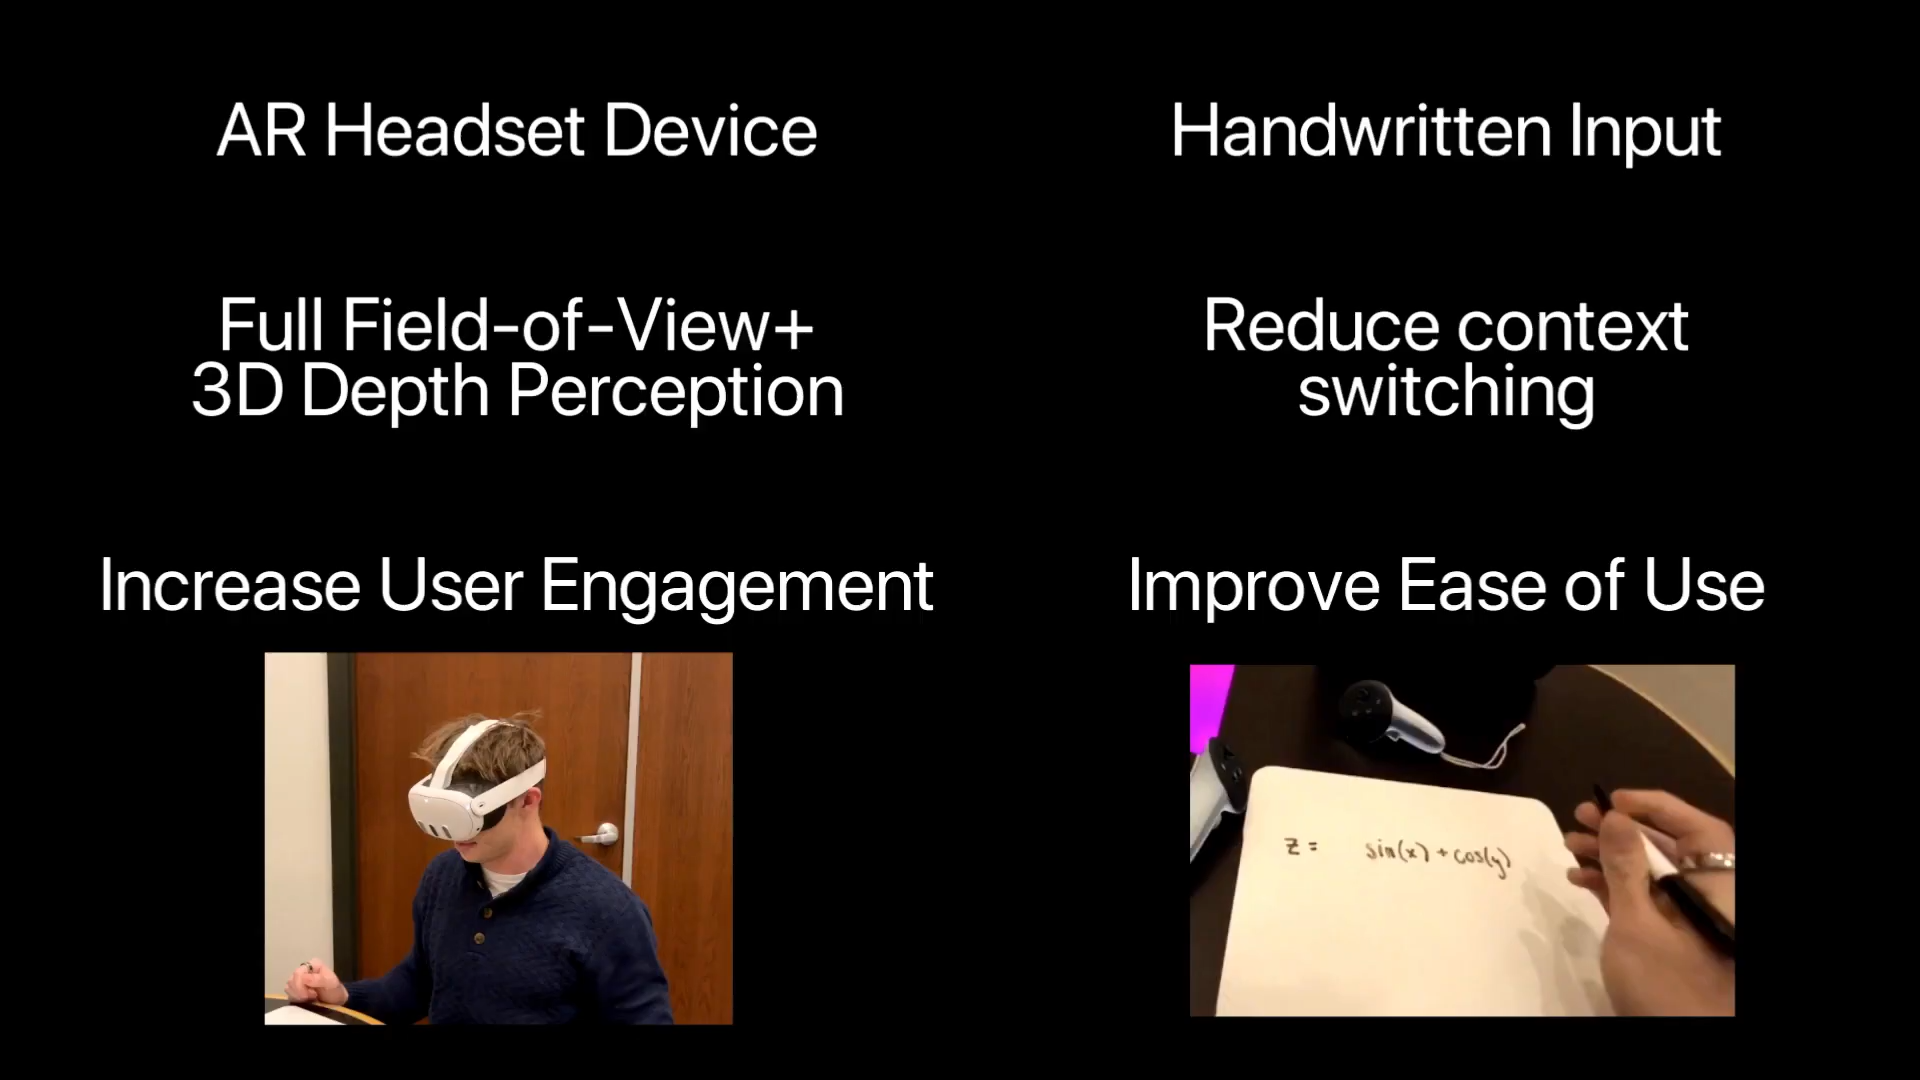 AR Headset Device
Full Field-of-View+
3D Depth Perception
Increase User Engagement
Handwritten Input
Reduce context
switching
Improve Ease of Use
z = sin(x) + cos(y)